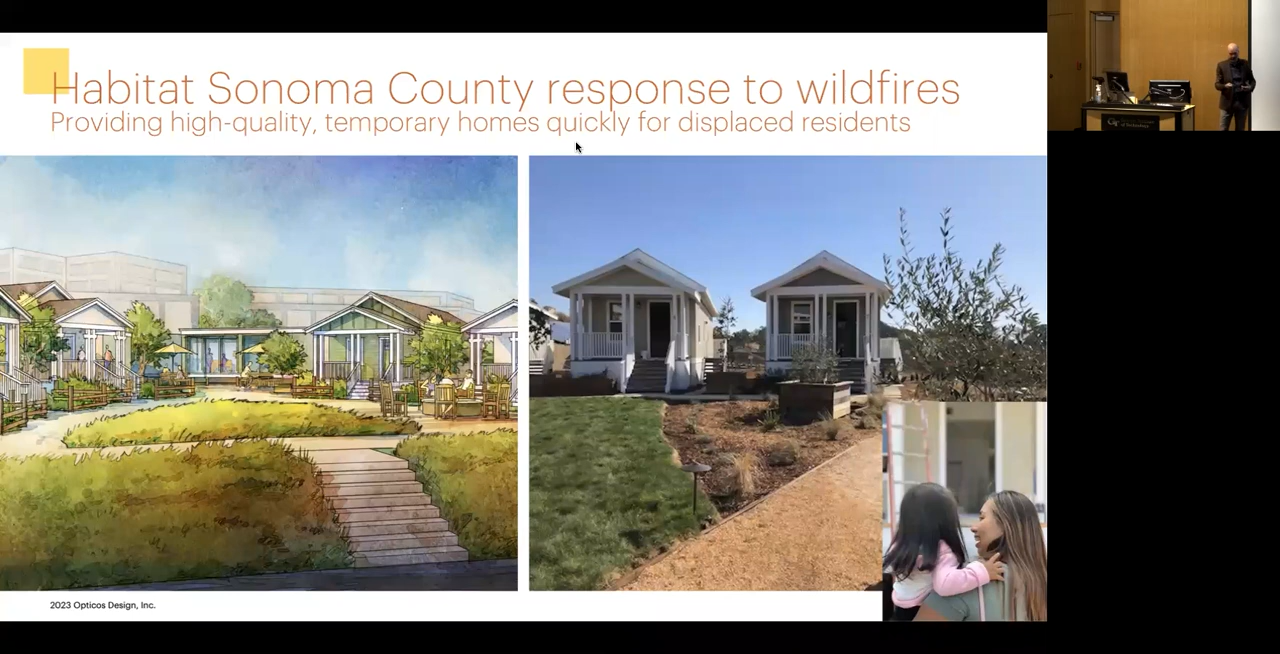 Habitat Sonoma County response to wildfires
Providing high-quality, temporary homes quickly for displaced residents
2023 Opticos Design, Inc.